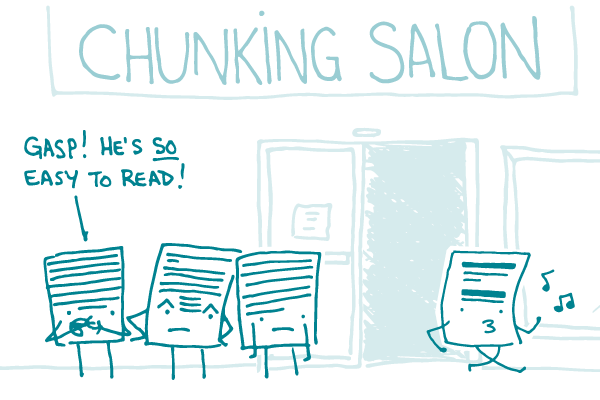 CHUNKING SALON
GASP! HE'S SO
EASY TO READ!